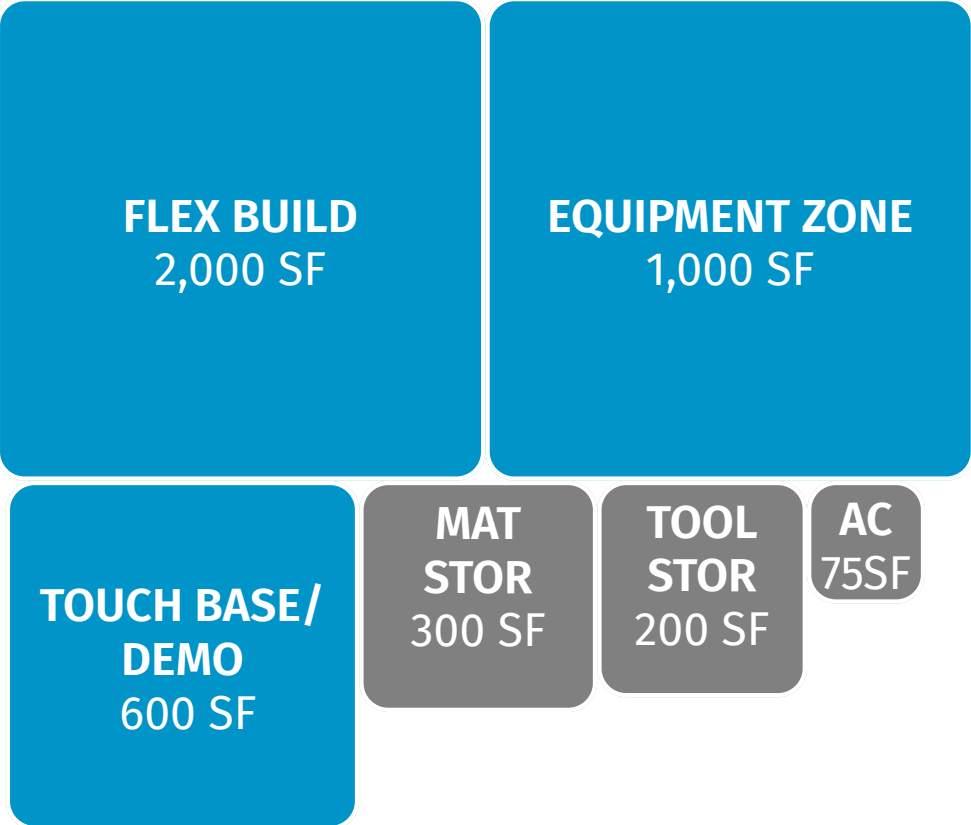 FLEX BUILD
2,000 SF
EQUIPMENT ZONE
1,000 SF
TOUCH BASE/
DEMO
600 SF
MAT
STOR
300 SF
TOOL
STOR
200 SF
AC
75SF